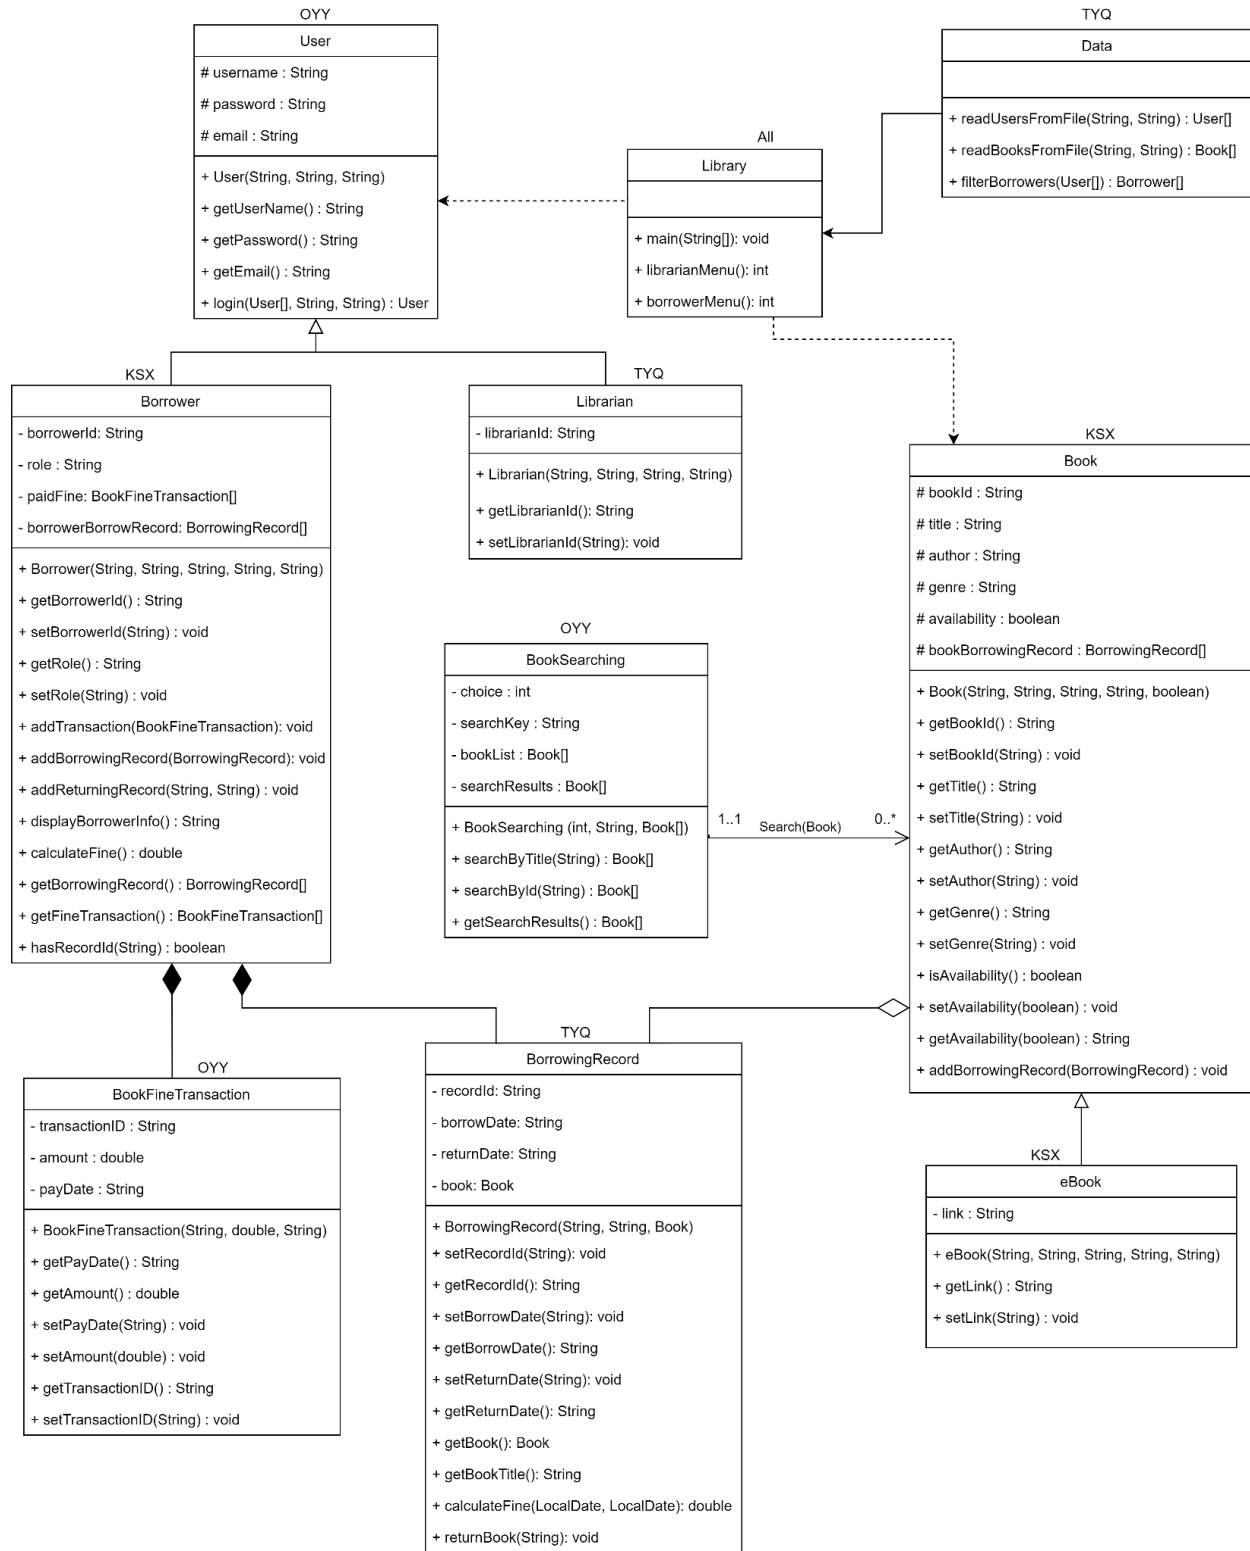 OYY
User
# username : String
# password : String
# email : String
+ User(String, String, String)
+ getUserName() : String
+ getPassword() : String
+ getEmail() : String
+ login(User[], String, String) : User
TYQ
Data
+ readUsersFromFile(String, String) : User[]
+ readBooksFromFile(String, String) : Book[]
+ filterBorrowers(User[]) : Borrower[]
All
Library
+ main(String[]): void
+ librarianMenu(): int
+ borrowerMenu(): int
KSX
Borrower
- borrowerId: String
- role : String
- paidFine: BookFineTransaction[]
- borrowerBorrowRecord: BorrowingRecord[]
+ Borrower(String, String, String, String, String)
+ getBorrowerId() : String
+ setBorrowerId(String) : void
+ getRole() : String
+ setRole(String) : void
+ addTransaction(BookFineTransaction): void
+ addBorrowingRecord(BorrowingRecord): void
+ addReturningRecord(String, String) : void
+ displayBorrowerInfo() : String
+ calculateFine() : double
+ getBorrowingRecord() : BorrowingRecord[]
+ getFineTransaction() : BookFineTransaction[]
+ hasRecordId(String) : boolean
TYQ
Librarian
- librarianId: String
+ Librarian(String, String, String, String)
+ getLibrarianId(): String
+ setLibrarianId(String): void
OYY
BookSearching
- choice : int
- searchKey : String
- bookList : Book[]
- searchResults : Book[]
+ BookSearching (int, String, Book[])
+ searchByTitle(String) : Book[]
+ searchById(String) : Book[]
+ getSearchResults() : Book[]
1..1
Search(Book)
0..*
KSX
Book
# bookId : String
# title : String
# author : String
# genre : String
# availability : boolean
# bookBorrowingRecord : BorrowingRecord[]
+ Book(String, String, String, String, boolean)
+ getBookId() : String
+ setBookId(String) : void
+ getTitle() : String
+ setTitle(String) : void
+ getAuthor() : String
+ setAuthor(String) : void
+ getGenre() : String
+ setGenre(String) : void
+ isAvailability() : boolean
+ setAvailability(boolean) : void
+ getAvailability(boolean) : String
+ addBorrowingRecord(BorrowingRecord) : void
OYY
BookFineTransaction
- transactionID : String
- amount : double
- payDate : String
+ BookFineTransaction(String, double, String)
+ getPayDate() : String
+ getAmount() : double
+ setPayDate(String) : void
+ setAmount(double) : void
+ getTransactionID() : String
+ setTransactionID(String) : void
TYQ
BorrowingRecord
- recordId: String
- borrowDate: String
- returnDate: String
- book: Book
+ BorrowingRecord(String, String, Book)
+ setRecordId(String): void
+ getRecordId(): String
+ setBorrowDate(String): void
+ getBorrowDate(): String
+ setReturnDate(String): void
+ getReturnDate(): String
+ getBook(): Book
+ getBookTitle(): String
+ calculateFine(LocalDate, LocalDate): double
+ returnBook(String): void
KSX
eBook
- link : String
+ eBook(String, String, String, String, String)
+ getLink() : String
+ setLink(String) : void